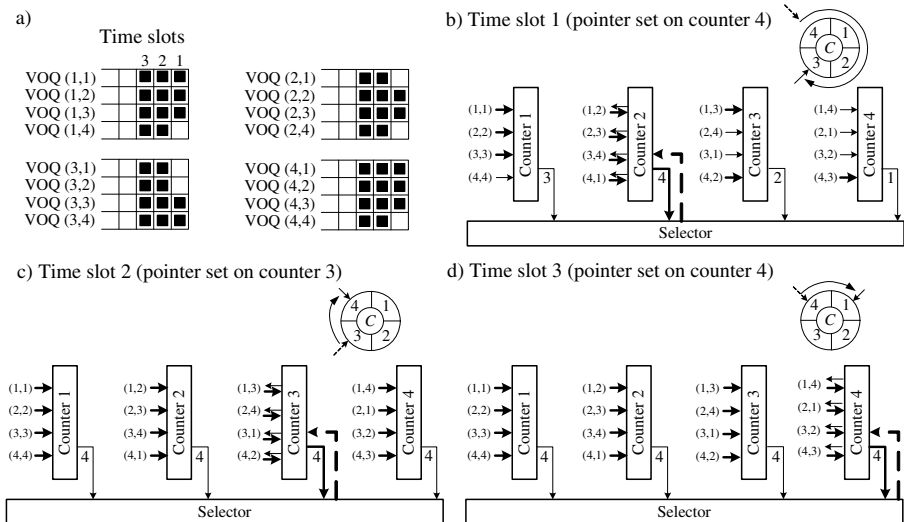 a)
Time slots
3 2 1
VOQ (1,1)
VOQ (1,2)
VOQ (1,3)
VOQ (1,4)
VOQ (2,1)
VOQ (2,2)
VOQ (2,3)
VOQ (2,4)
VOQ (3,1)
VOQ (3,2)
VOQ (3,3)
VOQ (3,4)
VOQ (4,1)
VOQ (4,2)
VOQ (4,3)
VOQ (4,4)
b) Time slot 1 (pointer set on counter 4)
4 1
C
3 2
(1,1)
(2,2)
(3,3)
(4,4)
Counter 1
3
(1,2)
(2,3)
(3,4)
(4,1)
Counter 2
4
(1,3)
(2,4)
(3,1)
(4,2)
Counter 3
2
(1,4)
(2,1)
(3,2)
(4,3)
Counter 4
1
Selector
c) Time slot 2 (pointer set on counter 3)
4 1
C
3 2
(1,1)
(2,2)
(3,3)
(4,4)
Counter 1
4
(1,2)
(2,3)
(3,4)
(4,1)
Counter 2
4
(1,3)
(2,4)
(3,1)
(4,2)
Counter 3
4
(1,4)
(2,1)
(3,2)
(4,3)
Counter 4
4
Selector
d) Time slot 3 (pointer set on counter 4)
4 1
C
3 2
(1,1)
(2,2)
(3,3)
(4,4)
Counter 1
4
(1,2)
(2,3)
(3,4)
(4,1)
Counter 2
4
(1,3)
(2,4)
(3,1)
(4,2)
Counter 3
4
(1,4)
(2,1)
(3,2)
(4,3)
Counter 4
4
Selector